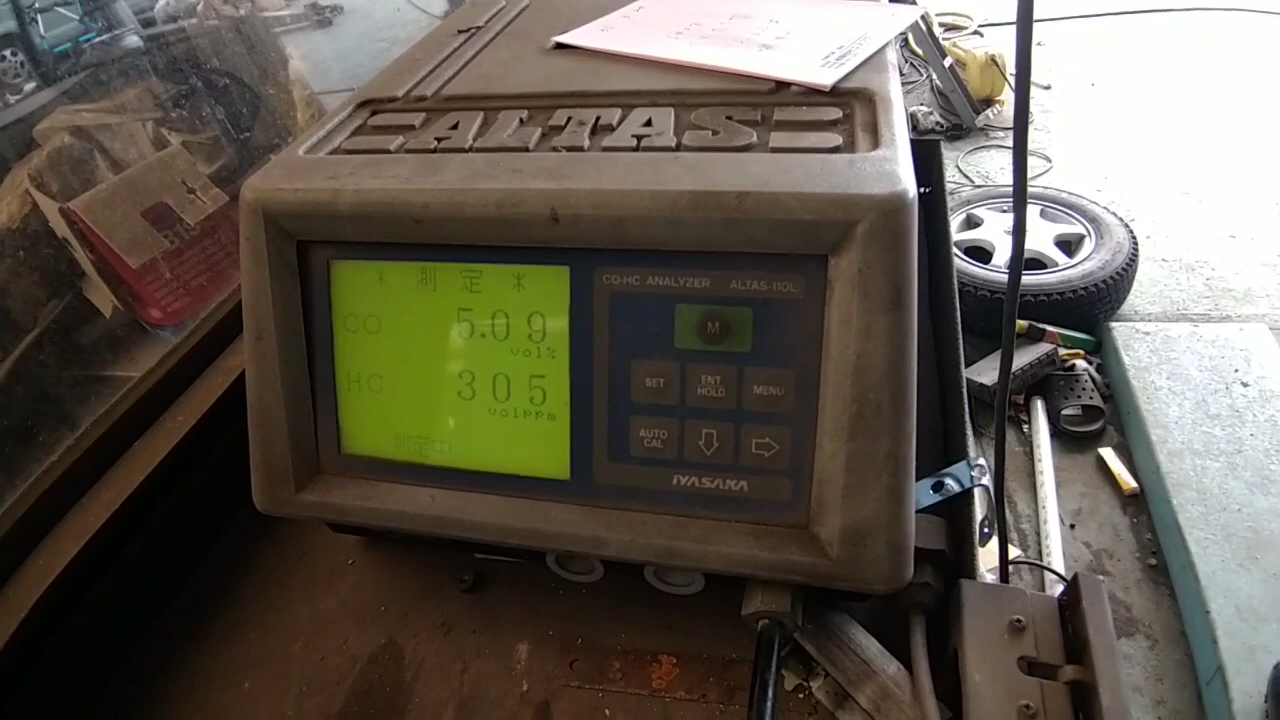 ALTAS
* 測 定 *
CO 5.09
vol%
HC 305
volppm
測定中
CO-HC ANALYZER ALTAS-110L
M
SET
ENT
HOLD
MENU
AUTO
CAL
IYASAKA